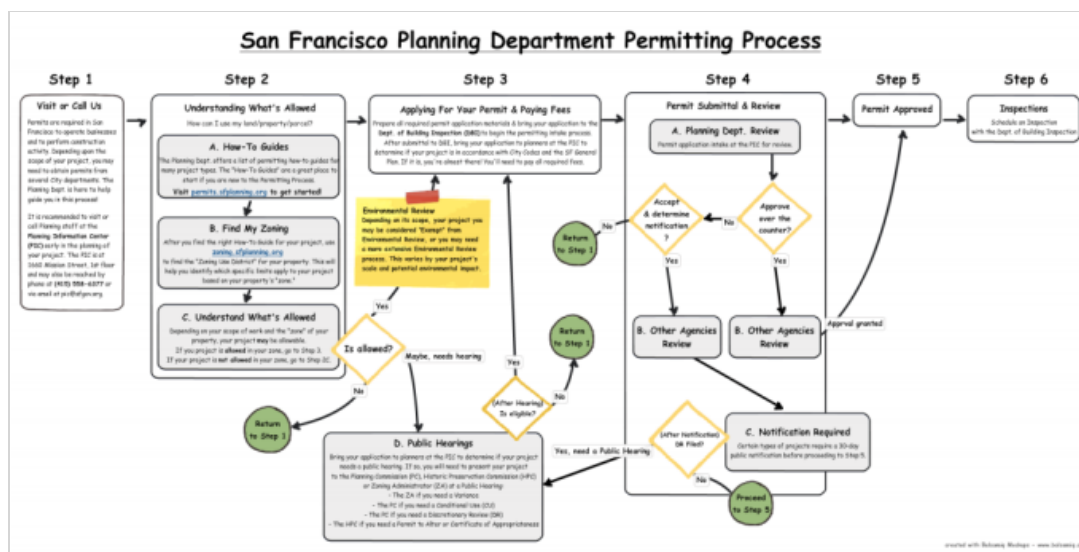 San Francisco Planning Department Permitting Process
Step 1
Step 2
Step 3
Step 4
Step 5
Step 6
Visit or Call Us
Permits are required in San
Francisco to operate businesses
and to perform construction
activity. Depending upon the
scope of your project, you may
need to obtain permits from
several City departments. The
Planning Dept. is here to help
guide you in this process!
It is recommended to visit or
call Planning staff at the
Planning Information Center
(PIC) early in the planning of
your project. The PIC is at
1660 Mission Street, 1st floor
and may also be reached by
phone at (415) 558-6377 or
via email at pic@sfgov.org
Understanding What's Allowed
How can I use my land/property/parcel?
A. How-To Guides
The Planning Dept. offers a list of permitting how-to guides for
many project types. The "How-To Guides" are a great place to
start if you are new to the Permitting Process.
Visit permits.sfplanning.org to get started!
B. Find My Zoning
After you find the right How-To Guide for your project, use
zoning.sfplanning.org
to find the "Zoning Use District" for your property. This will
help you identify which specific limits apply to your project
based on your property's "zone."
C. Understand What's Allowed
Depending on your scope of work and the "zone" of your
property, your project may be allowable.
If you project is allowed in your zone, go to Step 3.
If your project is not allowed in your zone, go to Step 2C.
Is allowed?
Yes
No
Maybe, needs hearing
Return
to Step 1
Applying For Your Permit & Paying Fees
Prepare all required permit application materials & bring your application to the
Dept. of Building Inspection (DBI) to begin the permitting intake process.
After submitted to DBI, bring your application to planners at the PIC to
determine if your project is in accordance with City Codes and the SF General
Plan. If it is, you're almost there! You'll need to pay all required fees.
Environmental Review
Depending on its scope, your project you
may be considered "Exempt" from
Environmental Review, or you may need
a more extensive Environmental Review
process. This varies by your project's
scale and potential environmental impact.
D. Public Hearings
Bring your application to planners at the PIC to determine if your project
needs a public hearing. If so, you will need to present your project
to the Planning Commission (PC), Historic Preservation Commission (HPC)
or Zoning Administrator (ZA) at a Public Hearing:
- The ZA if you need a Variance
- The PC if you need a Conditional Use (CU)
- The PC if you need a Discretionary Review (DR)
- The HPC if you need a Permit to Alter or Certificate of Appropriateness
(After Hearing)
Is eligible?
Yes
No
Return
to Step 1
Permit Submittal & Review
A. Planning Dept. Review
Permit application intake at the PIC for review.
Approve
over the
counter?
No
Yes
Accept
& determine
notification
?
No
Yes
Return
to Step 1
B. Other Agencies
Review
B. Other Agencies
Review
Approval granted
C. Notification Required
Certain types of projects require a 30-day
public notification before proceeding to Step 5.
(After Notification)
DR Filed?
Yes, need a Public Hearing
No
Proceed
to Step 5
Permit Approved
Inspections
Schedule an Inspection
with the Dept. of Building Inspection
created with Balsamiq Mockups - www.balsamiq.c